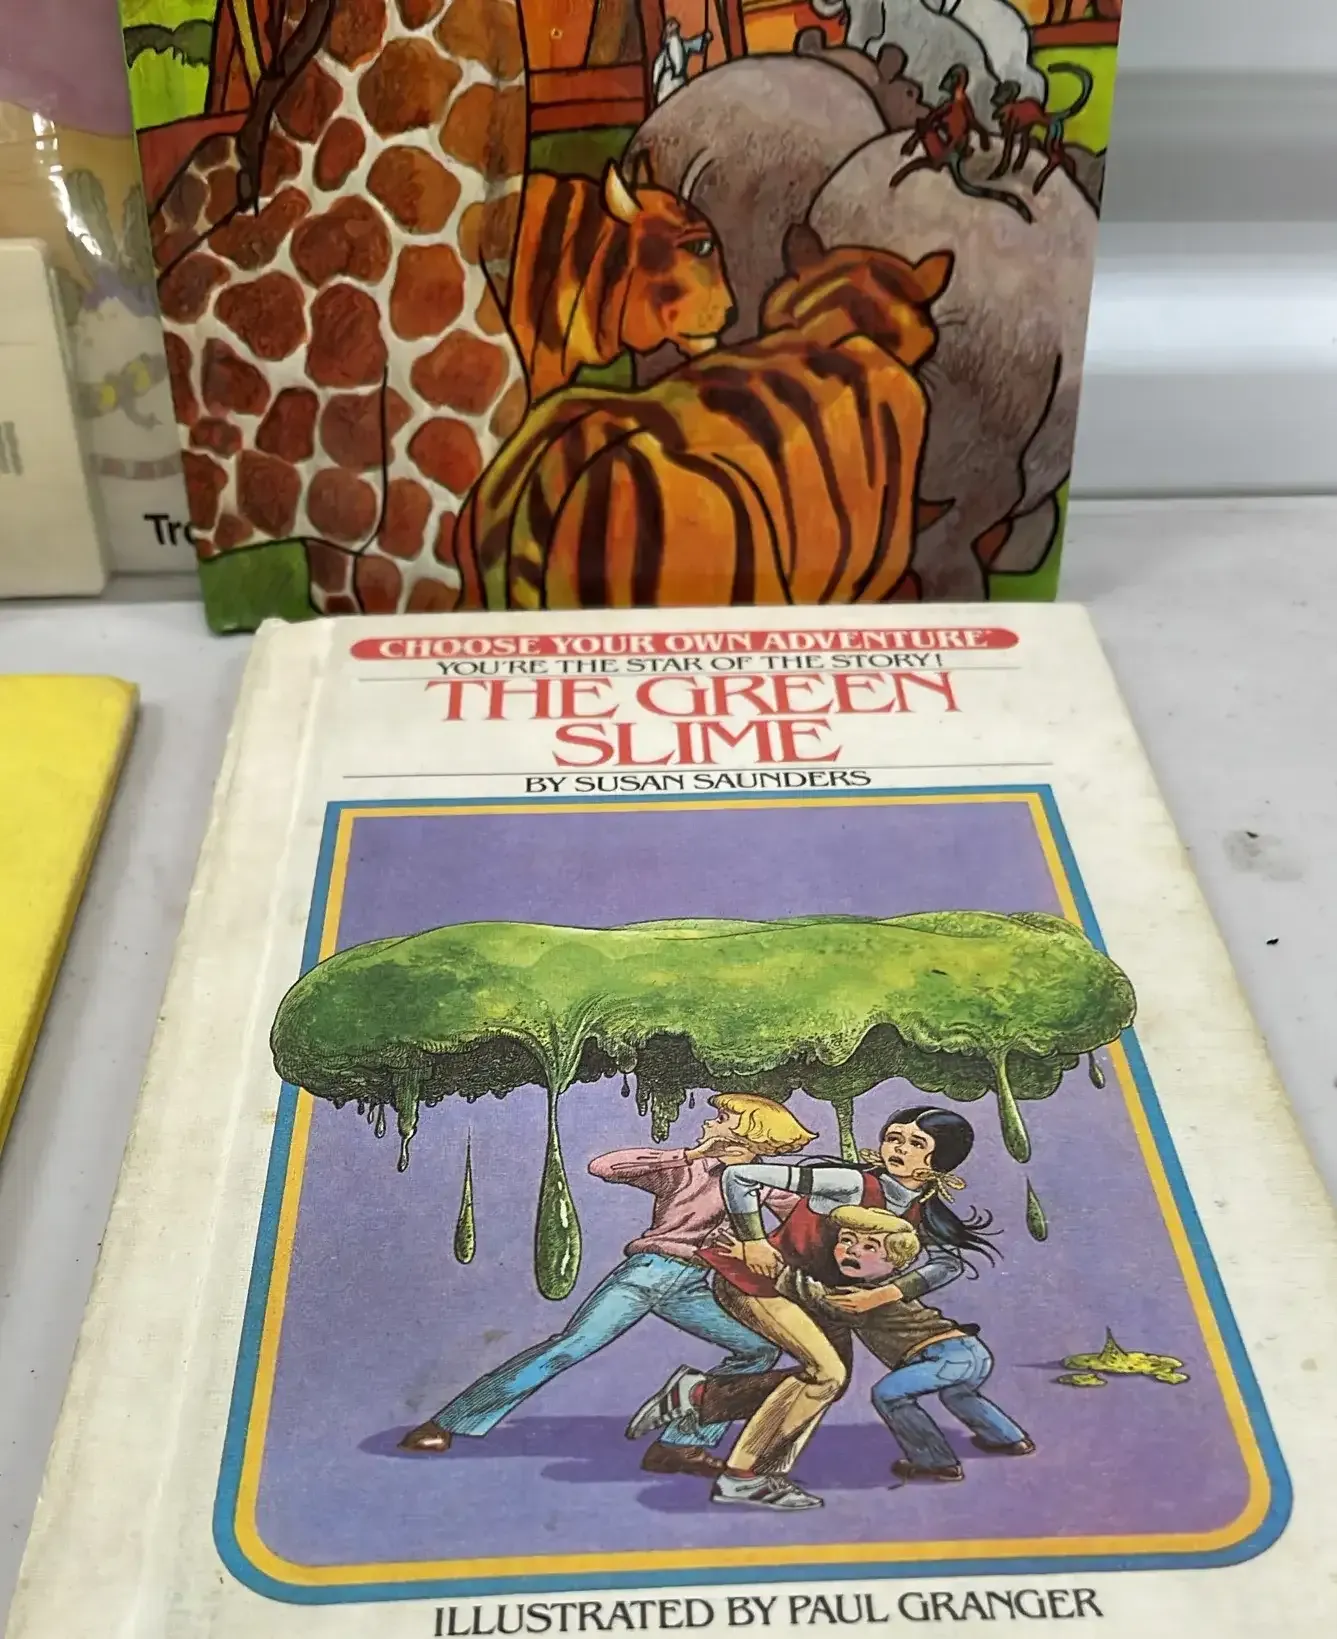 Tro
CHOOSE YOUR OWN ADVENTURE®
YOU'RE THE STAR OF THE STORY!
THE GREEN
SLIME
BY SUSAN SAUNDERS
ILLUSTRATED BY PAUL GRANGER